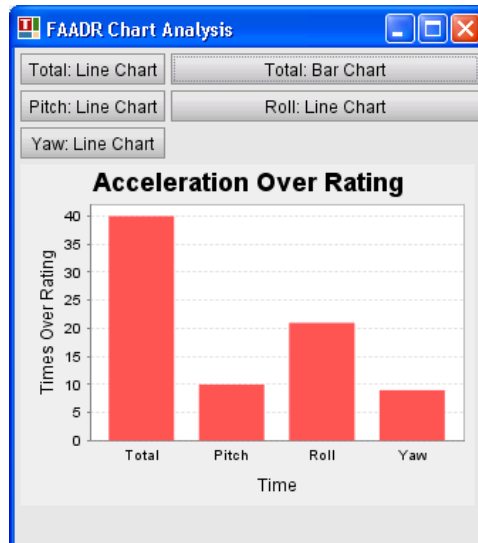 FAADR Chart Analysis
Total: Line Chart
Total: Bar Chart
Pitch: Line Chart
Roll: Line Chart
Yaw: Line Chart
Acceleration Over Rating
Times Over Rating
40
35
30
25
20
15
10
5
0
Total Pitch Roll Yaw
Time